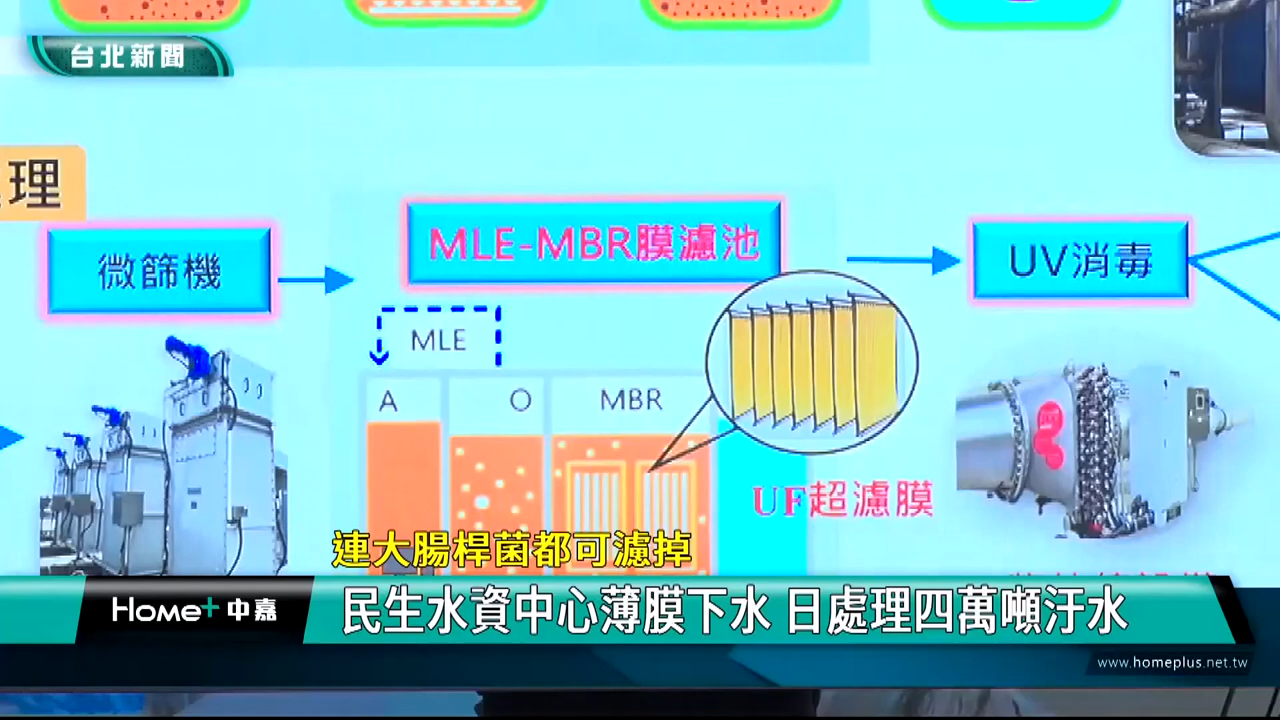 台北新聞
理
微篩機
MLE-MBR膜濾池
UV消毒
MLE
A
O
MBR
UF超濾膜
連大腸桿菌都可濾掉
Home+中嘉
民生水資中心薄膜下水 日處理四萬噸汙水
www.homeplus.net.tw